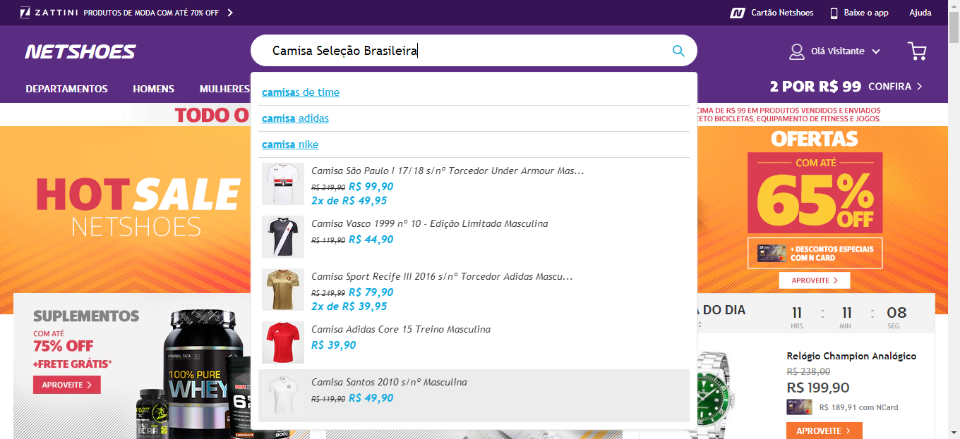 ZATTINI PRODUTOS DE MODA COM ATÉ 70% OFF
Cartão Netshoes
Baixe o app
Ajuda
NETSHOES
Camisa Seleção Brasileira
Olá Visitante
DEPARTAMENTOS
HOMENS
MULHERES
2 POR R$ 99 CONFIRA
camisas de time
camisa adidas
camisa nike
Camisa São Paulo I 17/18 s/nº Torcedor Under Armour Mas...
R$ 249,90 R$ 99,90
2x de R$ 49,95
Camisa Vasco 1999 nº 10 - Edição Limitada Masculina
R$ 119,90 R$ 44,90
Camisa Sport Recife III 2016 s/nº Torcedor Adidas Mascu...
R$ 249,99 R$ 79,90
2x de R$ 39,95
Camisa Adidas Core 15 Treino Masculina
R$ 39,90
Camisa Santos 2010 s/nº Masculina
R$ 119,90 R$ 49,90
TODO O
CIMA DE R$ 99 EM PRODUTOS VENDIDOS E ENVIADOS
CETO BICICLETAS, EQUIPAMENTO DE FITNESS E JOGOS.
HOT SALE
NETSHOES
OFERTAS
COM ATÉ
65% OFF
+ DESCONTOS ESPECIAIS
COM N CARD
APROVEITE
SUPLEMENTOS
COM ATÉ
75% OFF
+FRETE GRÁTIS*
APROVEITE
PROBIOTICA
100% PURE
WHEY
A DO DIA
11 : 11 : 08
HRS MIN SEG
Relógio Champion Analógico
R$ 238,00
R$ 199,90
R$ 189,91 com NCard
APROVEITE